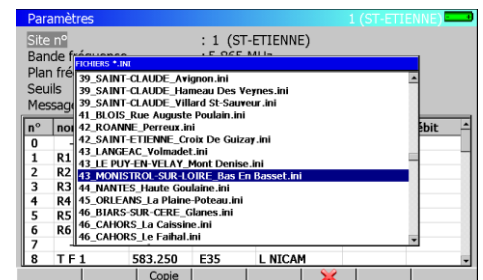 Paramètres 1 (ST-ETIENNE)
Site n° : 1 (ST-ETIENNE)
Bande fréquence : 5-865 MHz
Plan fré
Seuils
Messag
FICHIERS *.INI
39_SAINT-CLAUDE_Avignon.ini
39_SAINT-CLAUDE_Hameau Des Veynes.ini
39_SAINT-CLAUDE_Villard St-Sauveur.ini
41_BLOIS_Rue Auguste Poulain.ini
42_ROANNE_Perreux.ini
42_SAINT-ETIENNE_Croix De Guizay.ini
43_LANGEAC_Volmadet.ini
43_LE PUY-EN-VELAY_Mont Denise.ini
43_MONISTROL-SUR-LOIRE_Bas En Basset.ini
44_NANTES_Haute Goulaine.ini
45_ORLEANS_La Plaine-Poteau.ini
46_BIARS-SUR-CERE_Glanes.ini
46_CAHORS_La Caissine.ini
46_CAHORS_Le Faihal.ini
n° no ébit
0 -
1 R1
2 R2
3 R3
4 R4
5 R5
6 R6
7 -
8 T F 1 583.250 E35 L NICAM
Copie